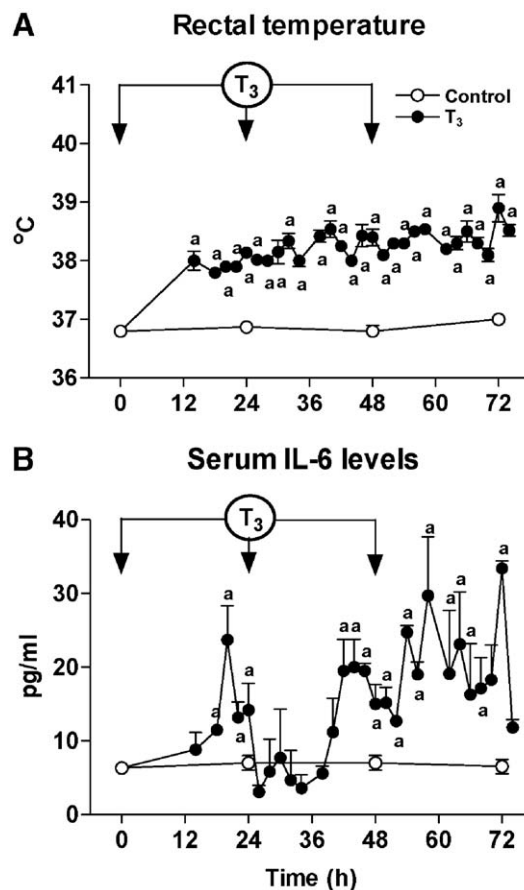 A Rectal temperature
T3
Control
T3
41
40
39
38
37
36
°C
a a a a a a a a a a a a a a a a a a a a a a a a a a a a
0 12 24 36 48 60 72
B Serum IL-6 levels
T3
40
30
20
10
0
pg/ml
a a a a a a a a a a a a a a a a a a a
0 12 24 36 48 60 72
Time (h)